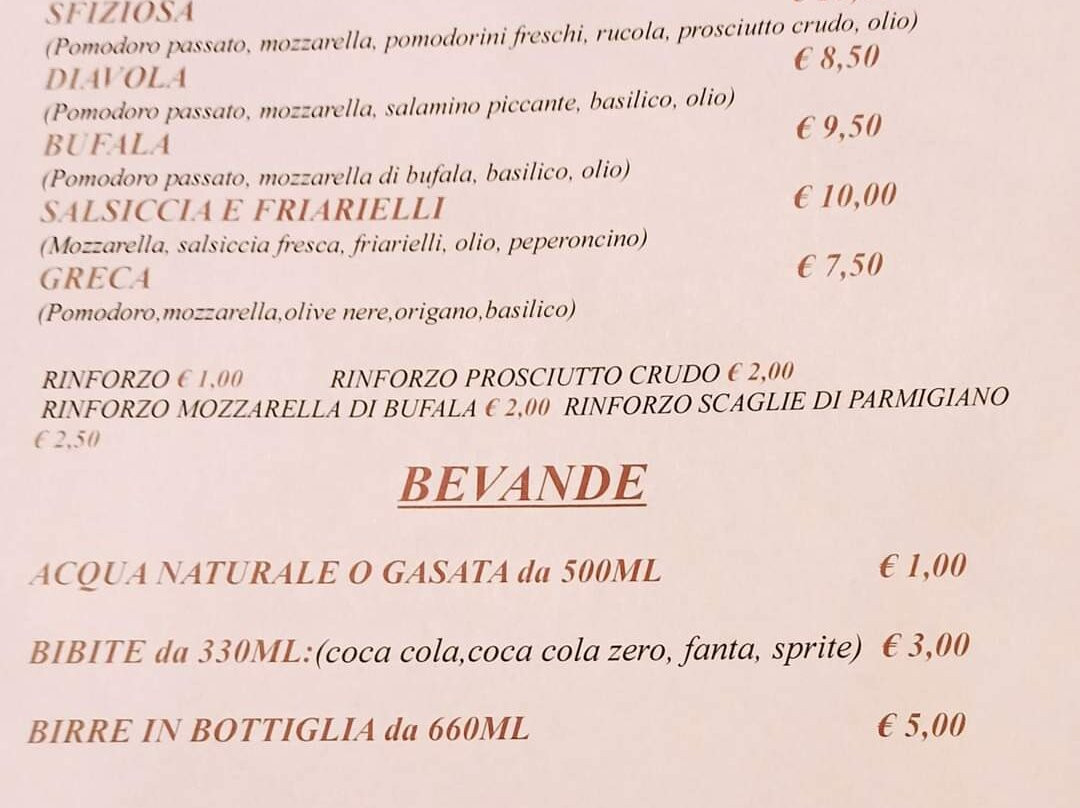 SFIZIOSA
(Pomodoro passato, mozzarella, pomodorini freschi, rucola, prosciutto crudo, olio)
DIAVOLA € 8,50
(Pomodoro passato, mozzarella, salamino piccante, basilico, olio)
BUFALA € 9,50
(Pomodoro passato, mozzarella di bufala, basilico, olio)
SALSICCIA E FRIARIELLI € 10,00
(Mozzarella, salsiccia fresca, friarielli, olio, peperoncino)
GRECA € 7,50
(Pomodoro,mozzarella,olive nere,origano,basilico)
RINFORZO € 1,00 RINFORZO PROSCIUTTO CRUDO € 2,00
RINFORZO MOZZARELLA DI BUFALA € 2,00 RINFORZO SCAGLIE DI PARMIGIANO
€ 2,50
BEVANDE
ACQUA NATURALE O GASATA da 500ML € 1,00
BIBITE da 330ML:(coca cola,coca cola zero, fanta, sprite) € 3,00
BIRRE IN BOTTIGLIA da 660ML € 5,00